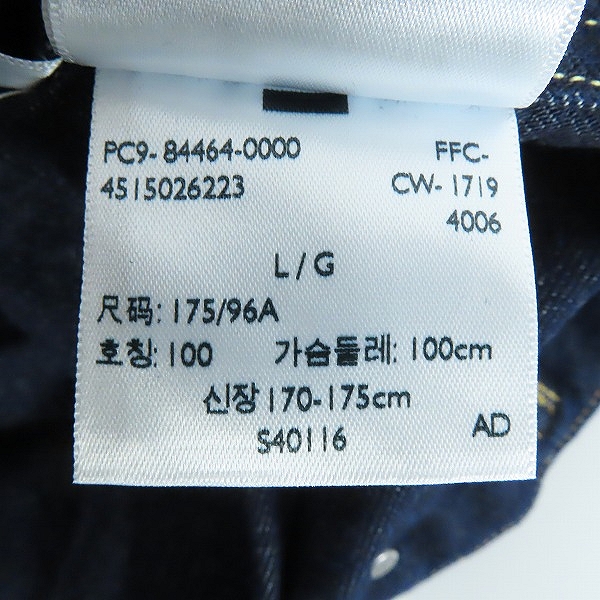 PC9-84464-0000 FFC-
4515026223 CW-1719
4006
L/G
尺码: 175/96A
호칭: 100 가슴둘레: 100cm
신장 170-175cm
S40116 AD